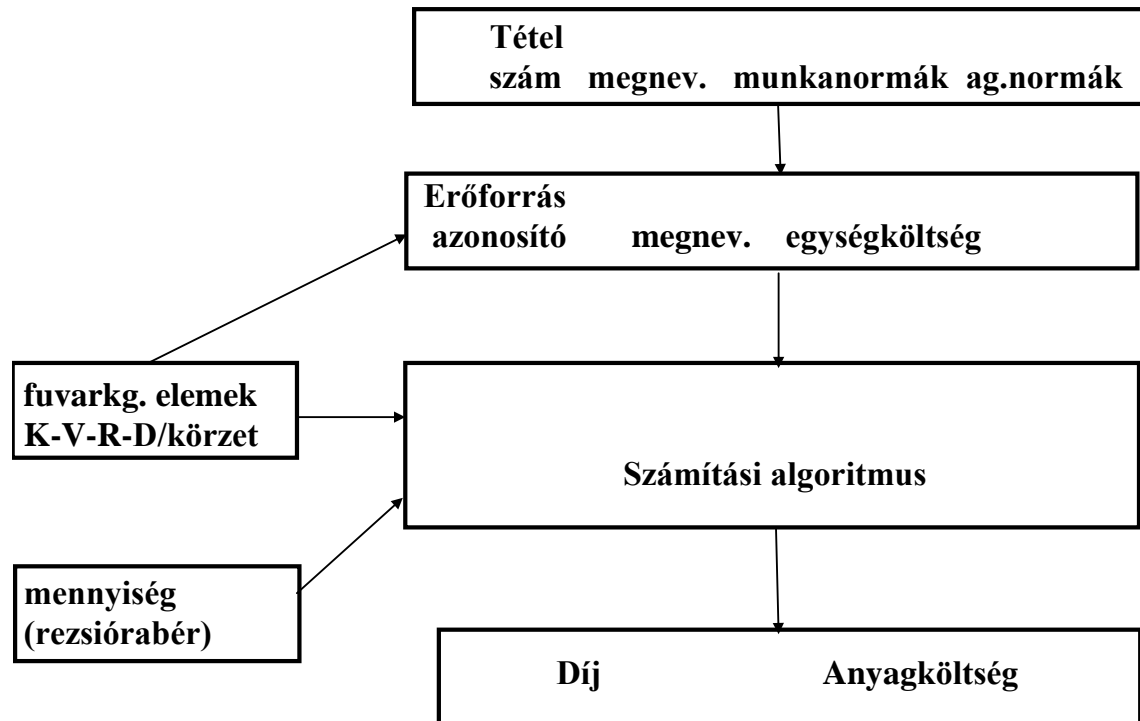 Tétel
szám megnev. munkanormák ag.normák
Erőforrás
azonosító megnev. egységköltség
fuvarkg. elemek
K-V-R-D/körzet
Számítási algoritmus
mennyiség
(rezsiórabér)
Díj Anyagköltség